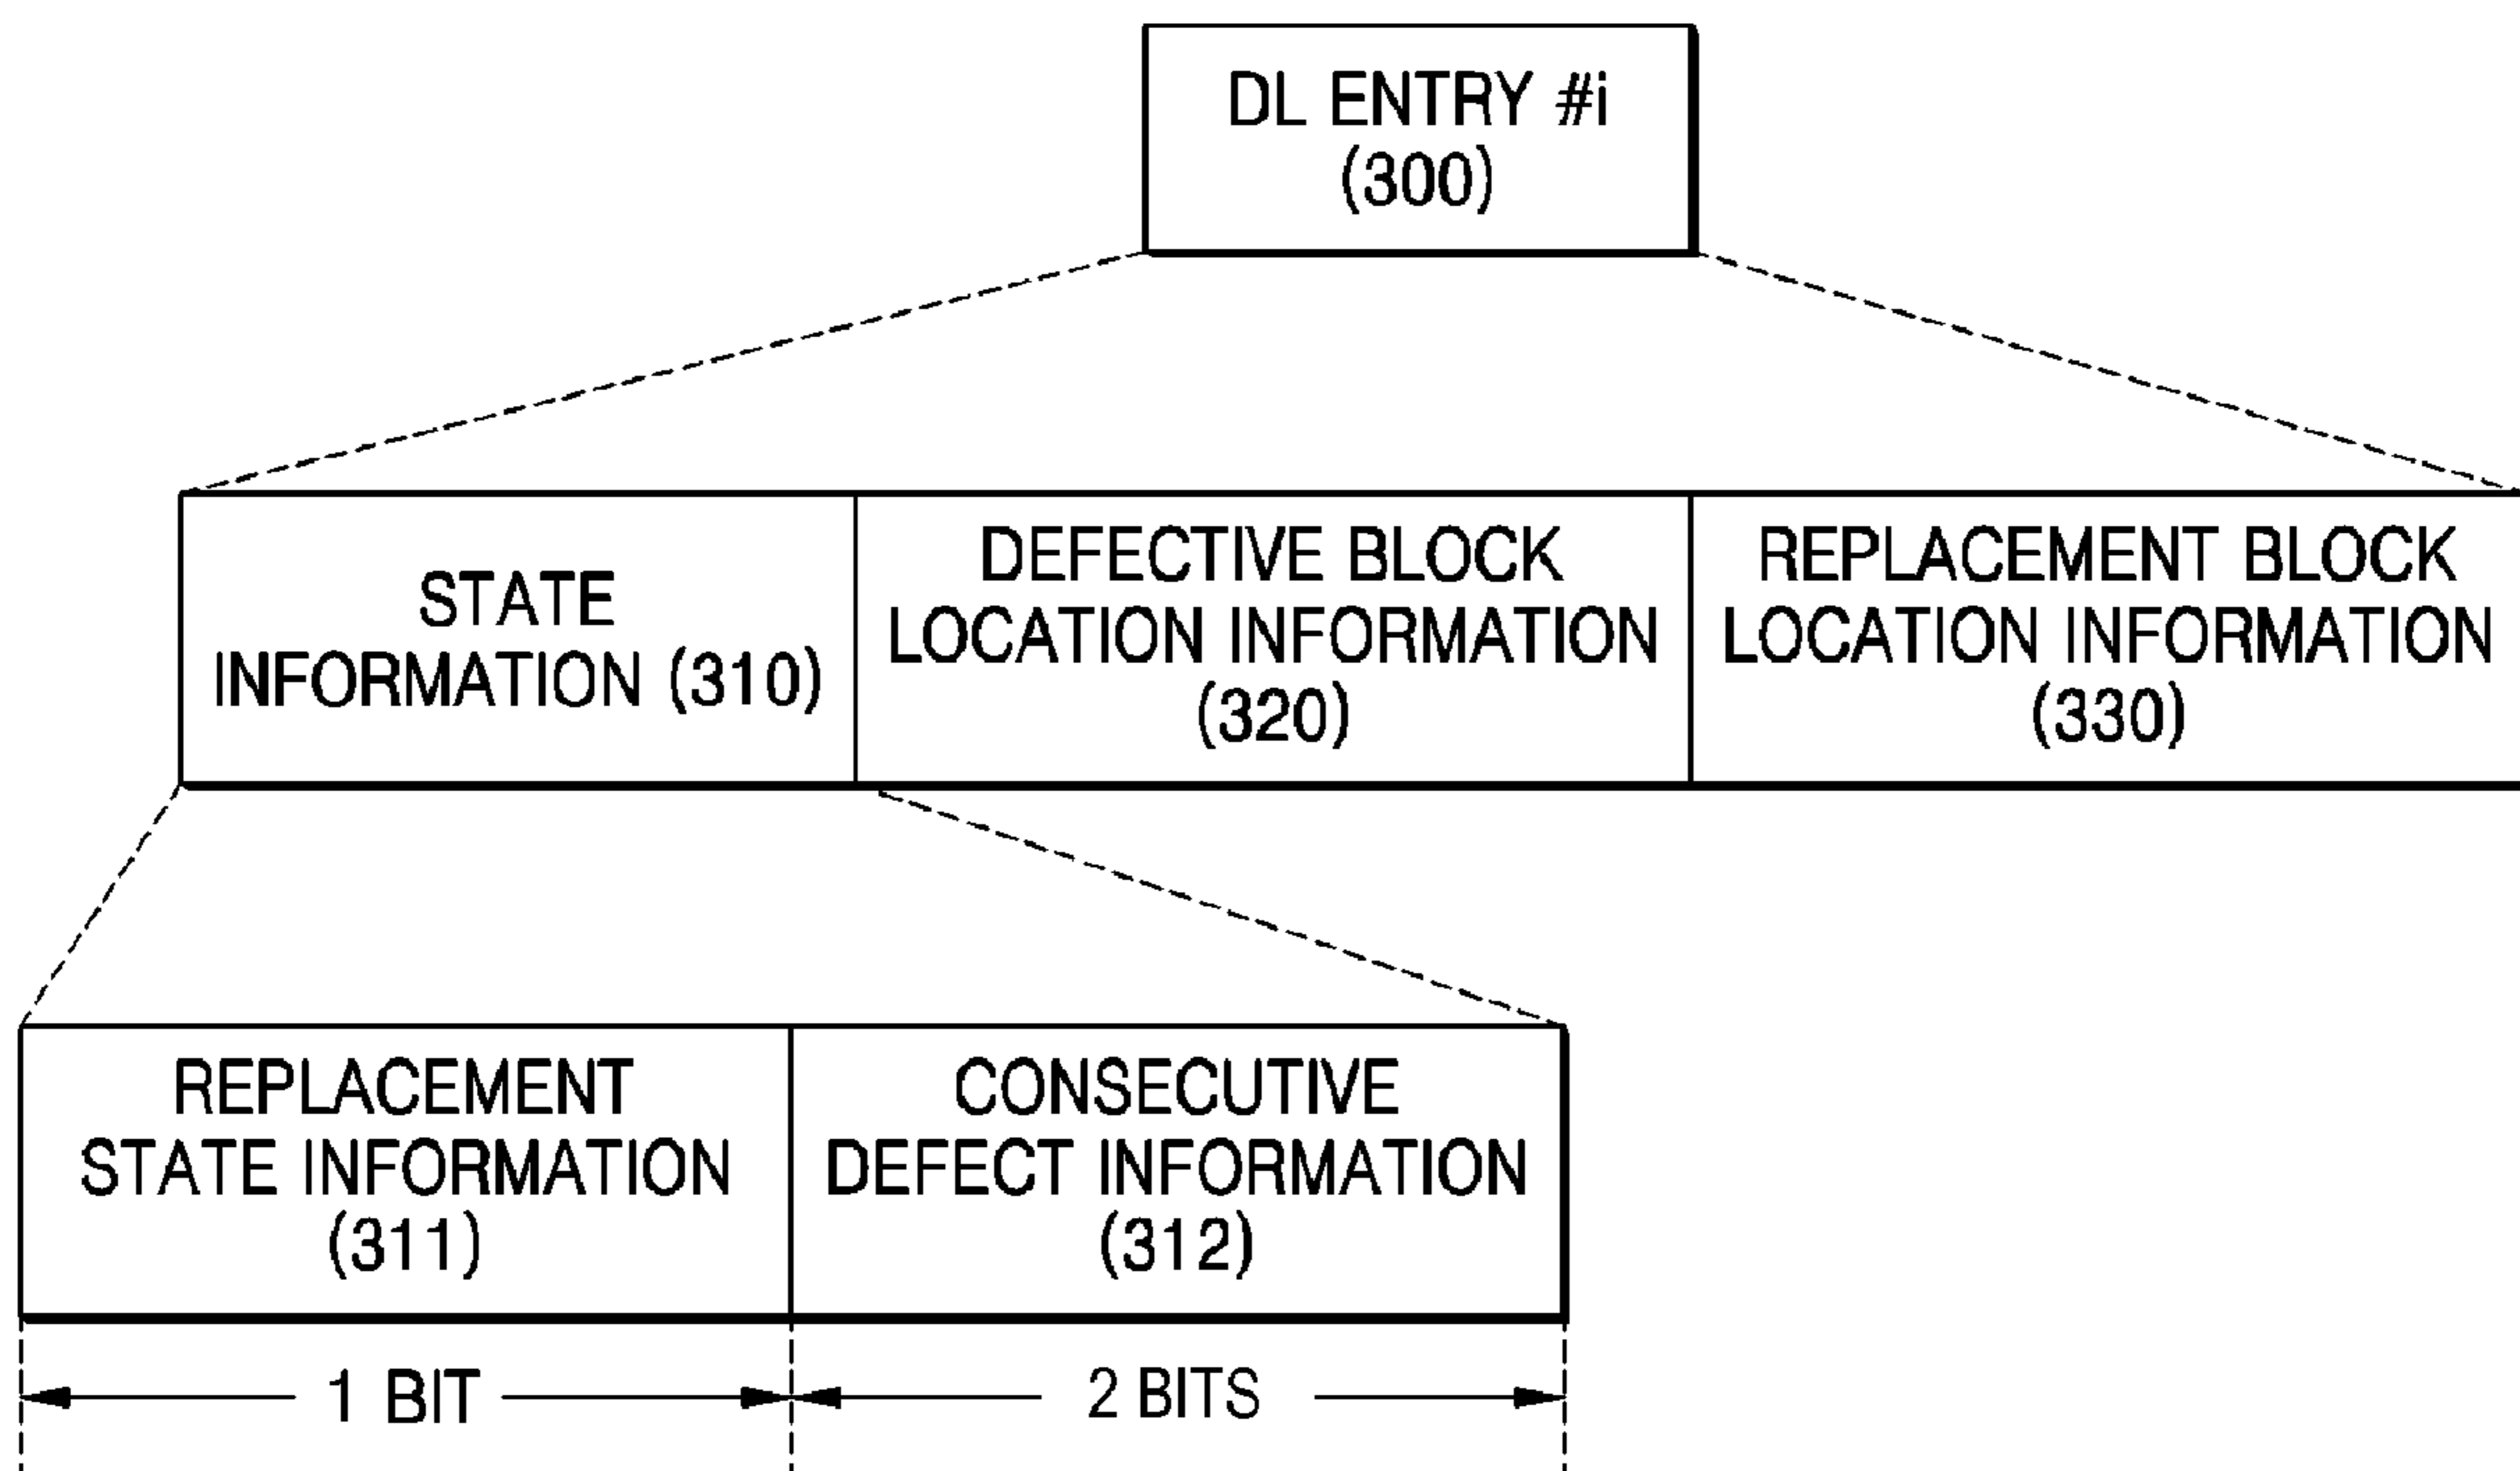 DL ENTRY #i
(300)
STATE
INFORMATION (310)
DEFECTIVE BLOCK
LOCATION INFORMATION
(320)
REPLACEMENT BLOCK
LOCATION INFORMATION
(330)
REPLACEMENT
STATE INFORMATION
(311)
CONSECUTIVE
DEFECT INFORMATION
(312)
1 BIT
2 BITS